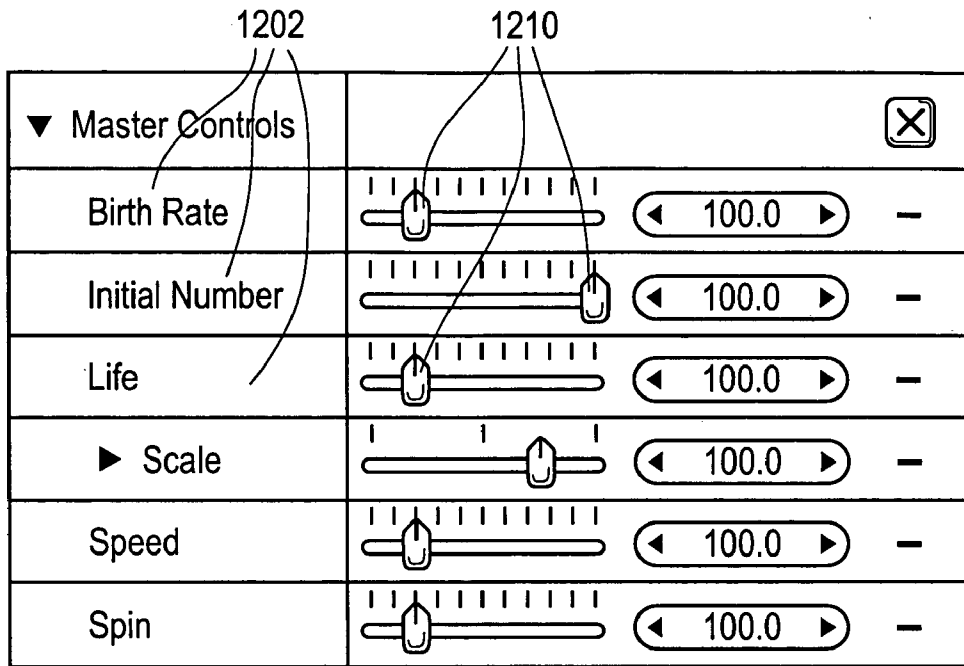 1202 1210
▼ Master Controls
Birth Rate 100.0 –
Initial Number 100.0 –
Life 100.0 –
► Scale 100.0 –
Speed 100.0 –
Spin 100.0 –